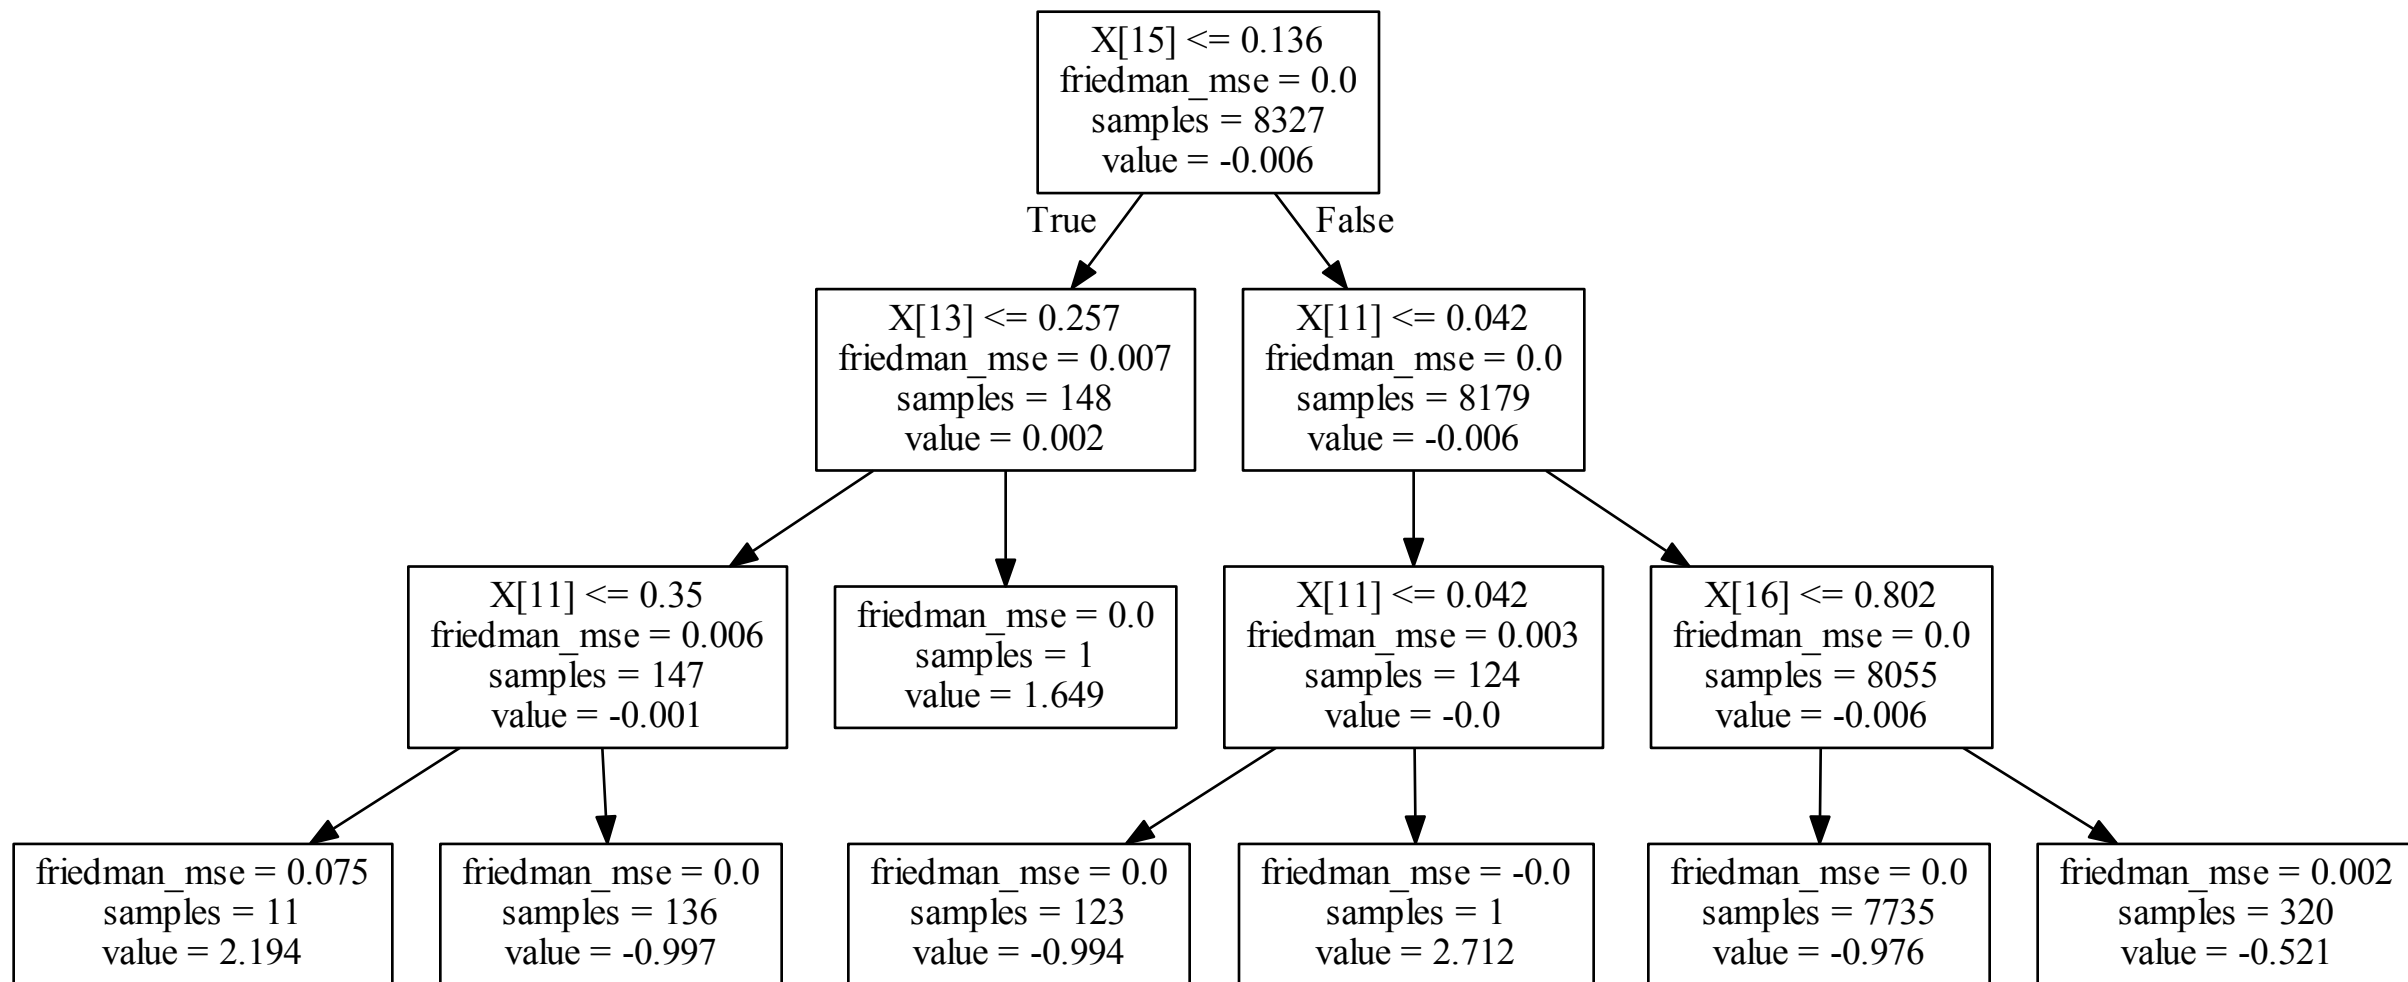 X[15] <= 0.136
friedman_mse = 0.0
samples = 8327
value = -0.006
True
False
X[13] <= 0.257
friedman_mse = 0.007
samples = 148
value = 0.002
X[11] <= 0.042
friedman_mse = 0.0
samples = 8179
value = -0.006
X[11] <= 0.35
friedman_mse = 0.006
samples = 147
value = -0.001
friedman_mse = 0.0
samples = 1
value = 1.649
X[11] <= 0.042
friedman_mse = 0.003
samples = 124
value = -0.0
X[16] <= 0.802
friedman_mse = 0.0
samples = 8055
value = -0.006
friedman_mse = 0.075
samples = 11
value = 2.194
friedman_mse = 0.0
samples = 136
value = -0.997
friedman_mse = 0.0
samples = 123
value = -0.994
friedman_mse = -0.0
samples = 1
value = 2.712
friedman_mse = 0.0
samples = 7735
value = -0.976
friedman_mse = 0.002
samples = 320
value = -0.521